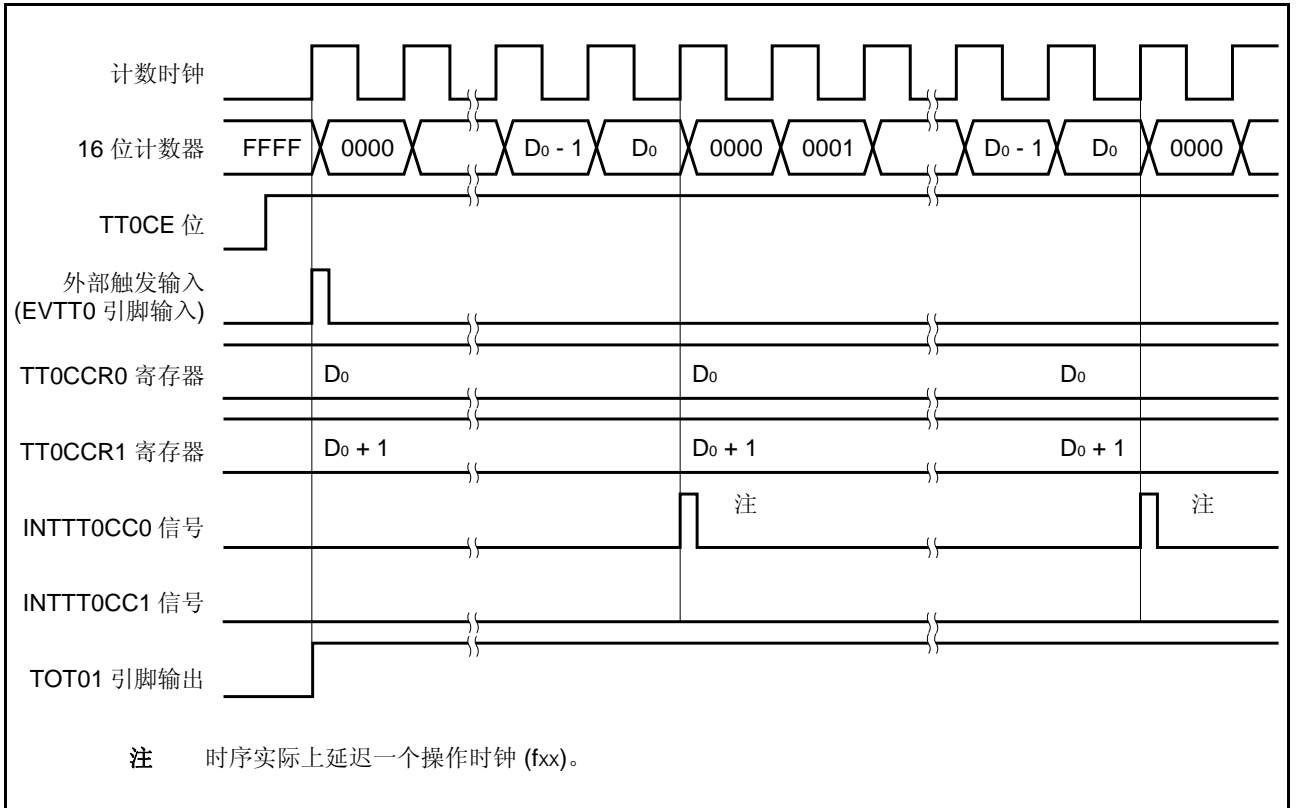 计数时钟
16 位计数器 FFFF 0000 D0 - 1 D0 0000 0001 D0 - 1 D0 0000
TT0CE 位
外部触发输入
(EVTT0 引脚输入)
TT0CCR0 寄存器 D0 D0 D0
TT0CCR1 寄存器 D0 + 1 D0 + 1 D0 + 1
INTTT0CC0 信号 注 注
INTTT0CC1 信号
TOT01 引脚输出
注 时序实际上延迟一个操作时钟 (fxx)。